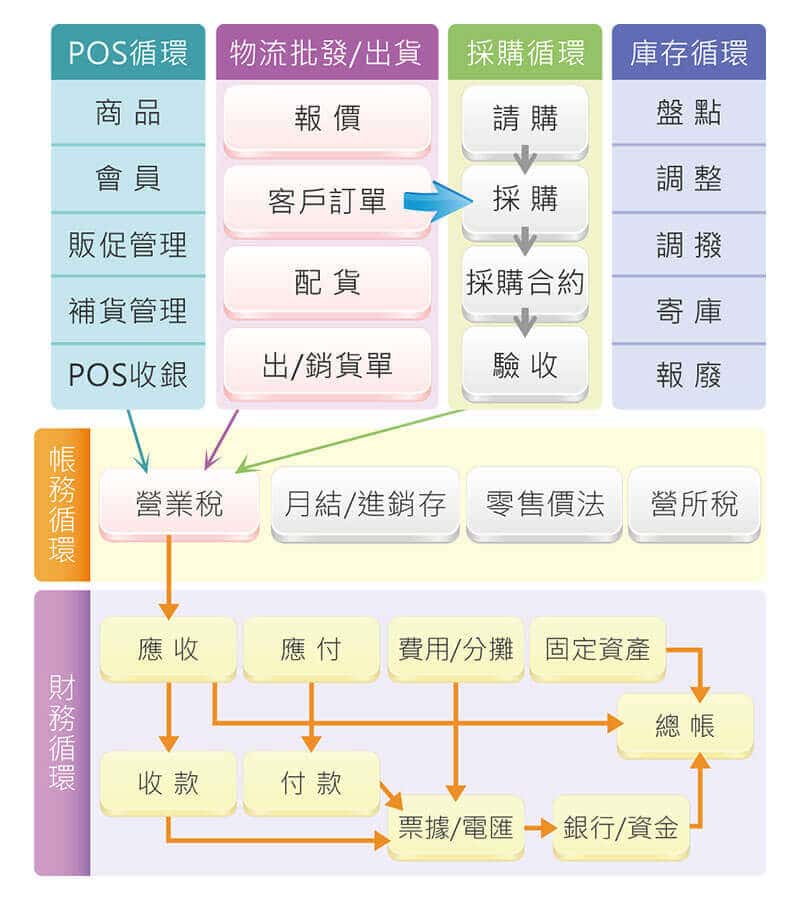 POS循環
商品
會員
販促管理
補貨管理
POS收銀
物流批發/出貨
報價
客戶訂單
配貨
出/銷貨單
採購循環
請購
採購
採購合約
驗收
庫存循環
盤點
調整
調撥
寄庫
報廢
帳務循環
營業稅
月結/進銷存
零售價法
營所稅
財務循環
應收
應付
費用/分攤
固定資產
總帳
收款
付款
票據/電匯
銀行/資金